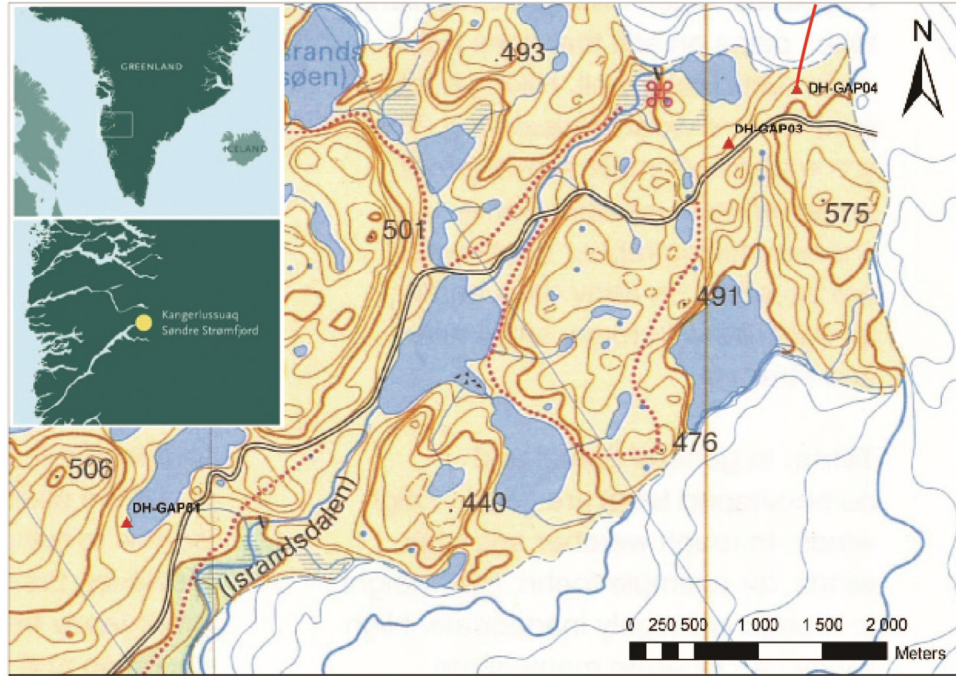 GREENLAND
ICELAND
Kangerlussuaq
Søndre Strømfjord
Isrands
søen)
493
N
DH-GAP04
DH-GAP03
501
575
491
476
506
440
DH-GAP01
(Israndsdalen)
0 250 500 1 000 1 500 2 000
Meters